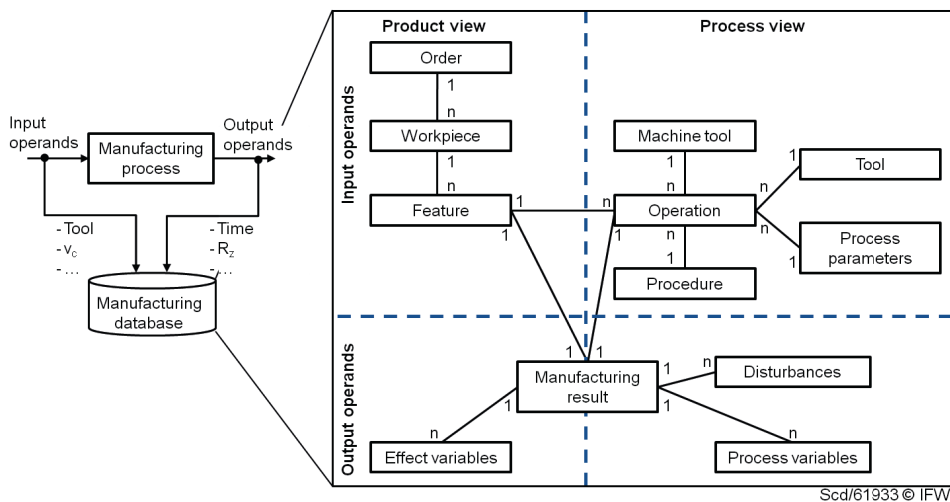 Product view
Process view
Input operands
Output operands
Input
operands
Manufacturing
process
Output
operands
- Tool
- v_c
- ...
- Time
- R_z
- ...
Manufacturing
database
Order
1
n
Workpiece
1
n
Feature
1
1
n
1
Machine tool
1
n
Operation
n
1
Procedure
n
1
Tool
n
1
Process
parameters
1
1
Manufacturing
result
1
n
Effect variables
1
n
Disturbances
1
n
Process variables
Scd/61933 © IFW